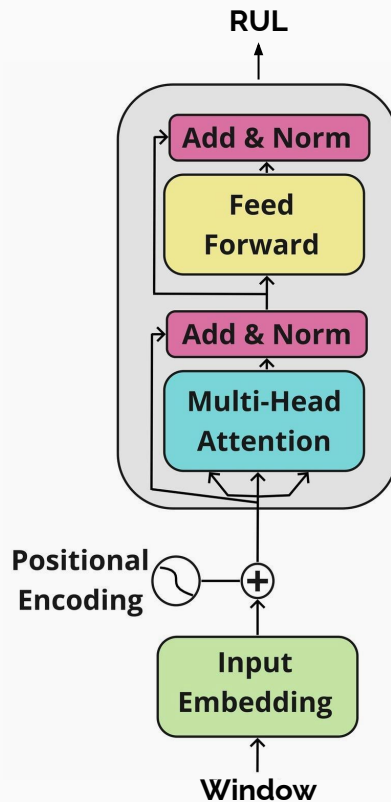 RUL
Add & Norm
Feed
Forward
Add & Norm
Multi-Head
Attention
Positional
Encoding
+
Input
Embedding
Window